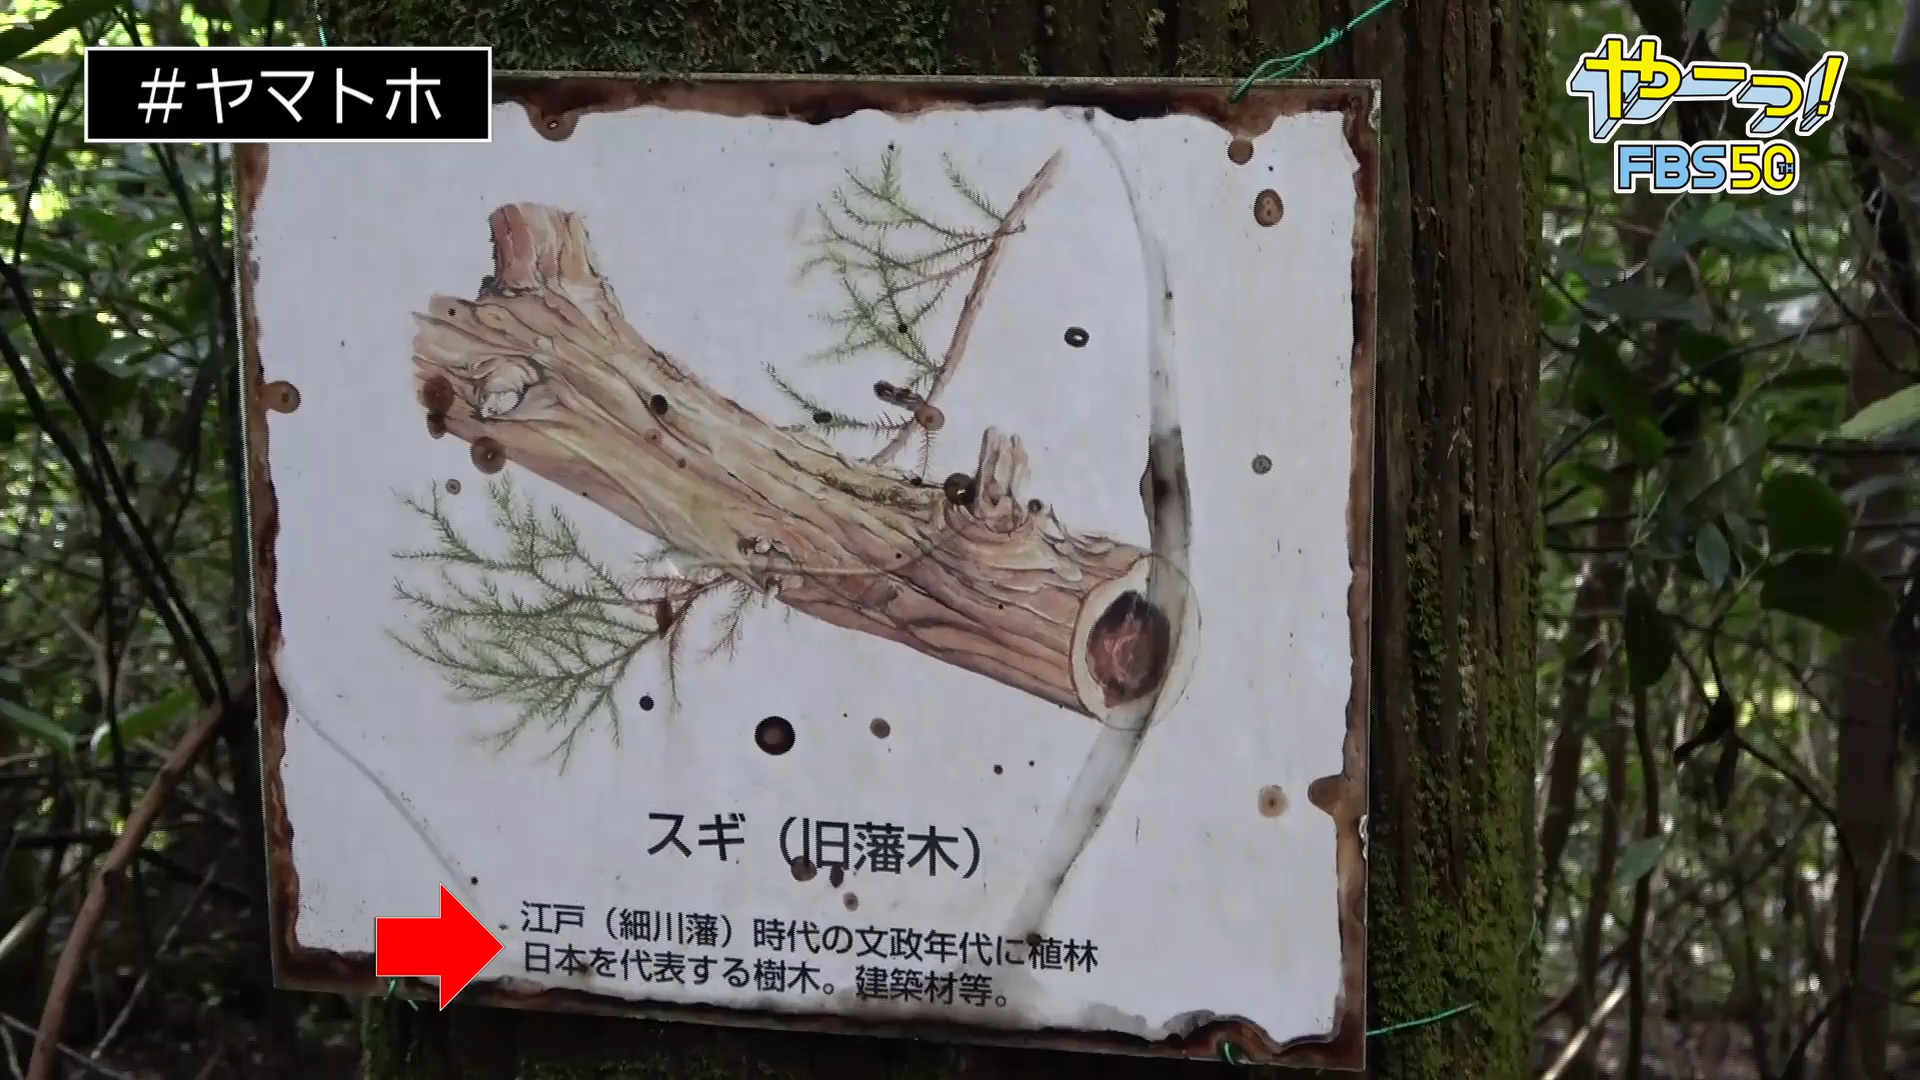 #ヤマトホ
やーっ!
FBS50TH
スギ（旧藩木）
江戸（細川藩）時代の文政年代に植林
日本を代表する樹木。建築材等。